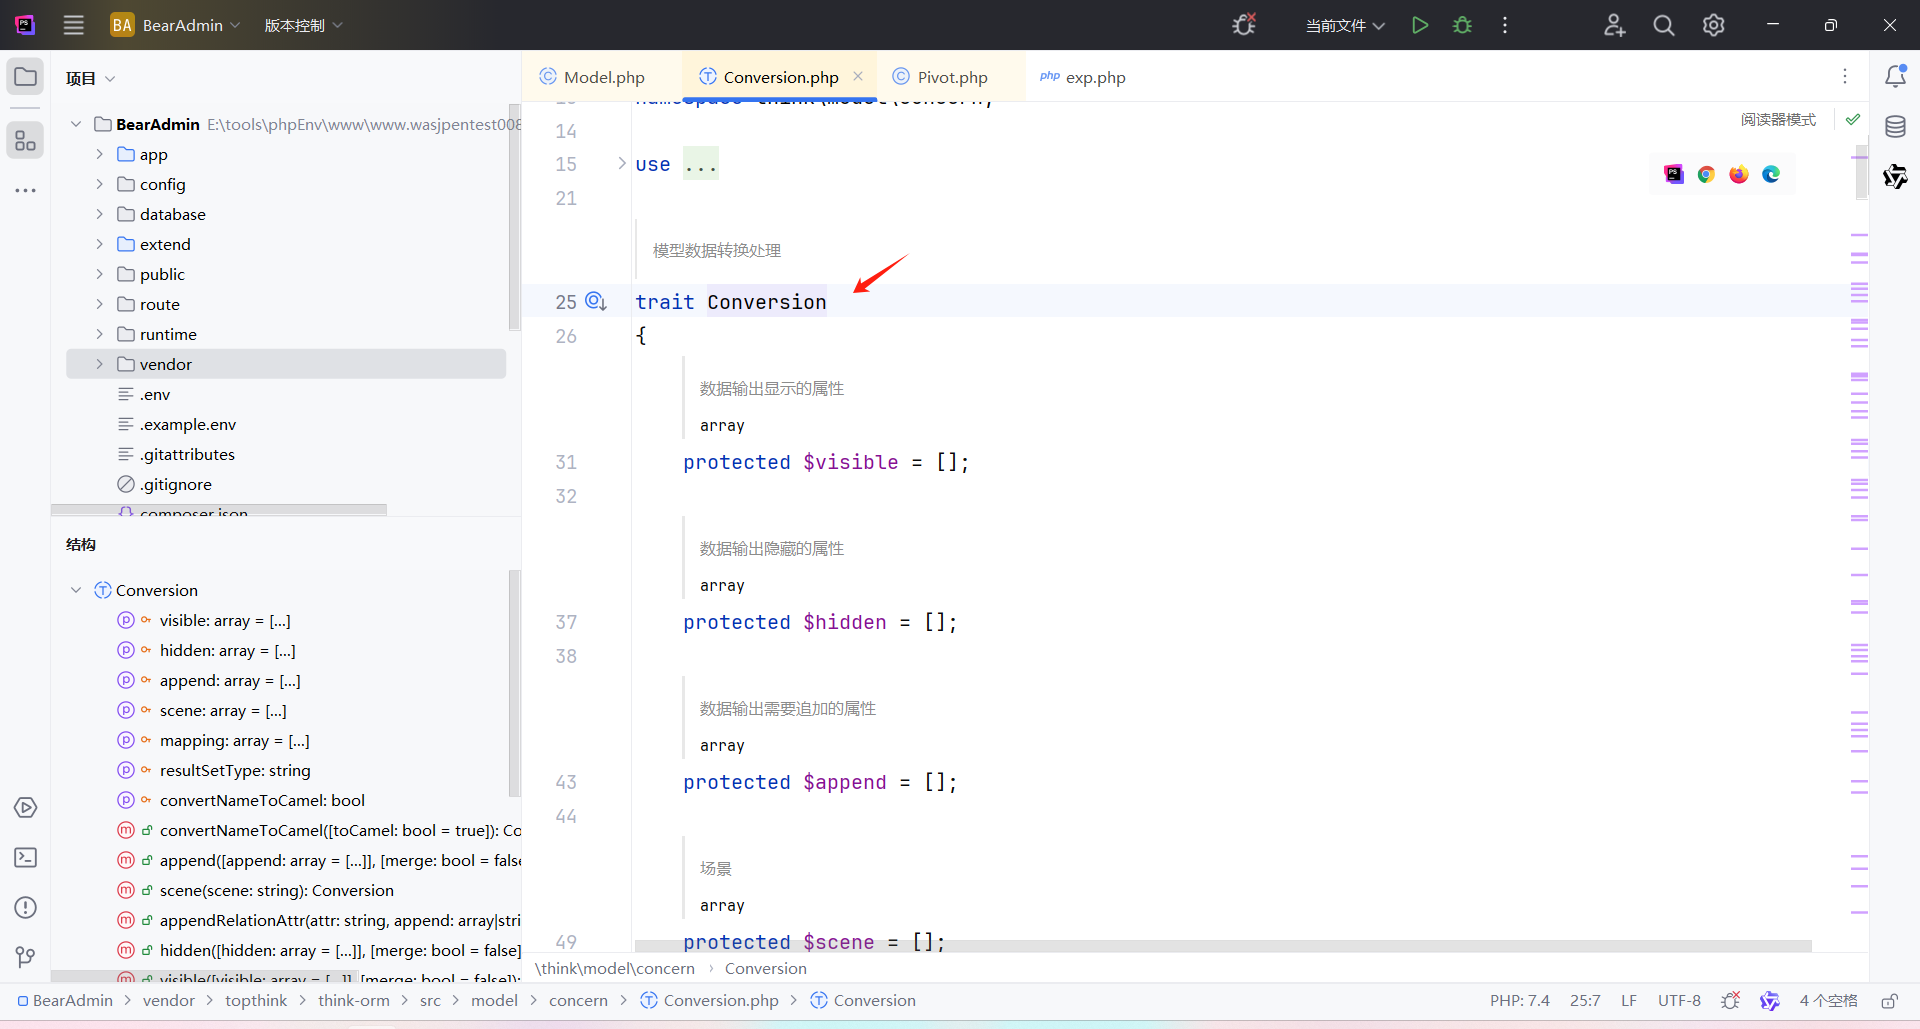 BA BearAdmin 版本控制 当前文件
项目
Model.php Conversion.php Pivot.php php exp.php
BearAdmin E:\tools\phpEnv\www\www.wasjpentest008
app
config
database
extend
public
route
runtime
vendor
.env
.example.env
.gitattributes
.gitignore
composer.json
结构
Conversion
visible: array = [...]
hidden: array = [...]
append: array = [...]
scene: array = [...]
mapping: array = [...]
resultSetType: string
convertNameToCamel: bool
convertNameToCamel([toCamel: bool = true]): Co
append([append: array = [...]], [merge: bool = false
scene(scene: string): Conversion
appendRelationAttr(attr: string, append: array|stri
hidden([hidden: array = [...]], [merge: bool = false]
visible([visible: array = [...]], [merge: bool = false]):
namespace think\model\concern;
阅读器模式
14
15 use ...
21
模型数据转换处理
25 trait Conversion
26 {
数据输出显示的属性
array
31 protected $visible = [];
32
数据输出隐藏的属性
array
37 protected $hidden = [];
38
数据输出需要追加的属性
array
43 protected $append = [];
44
场景
array
49 protected $scene = [];
\think\model\concern › Conversion
BearAdmin > vendor > topthink > think-orm > src > model > concern > Conversion.php > Conversion
PHP: 7.4 25:7 LF UTF-8 4 个空格